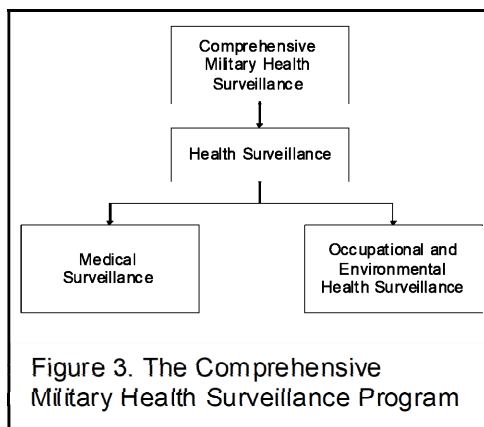 Comprehensive
Military Health
Surveillance
Health Surveillance
Medical
Surveillance
Occupational and
Environmental
Health Surveillance
Figure 3. The Comprehensive
Military Health Surveillance Program